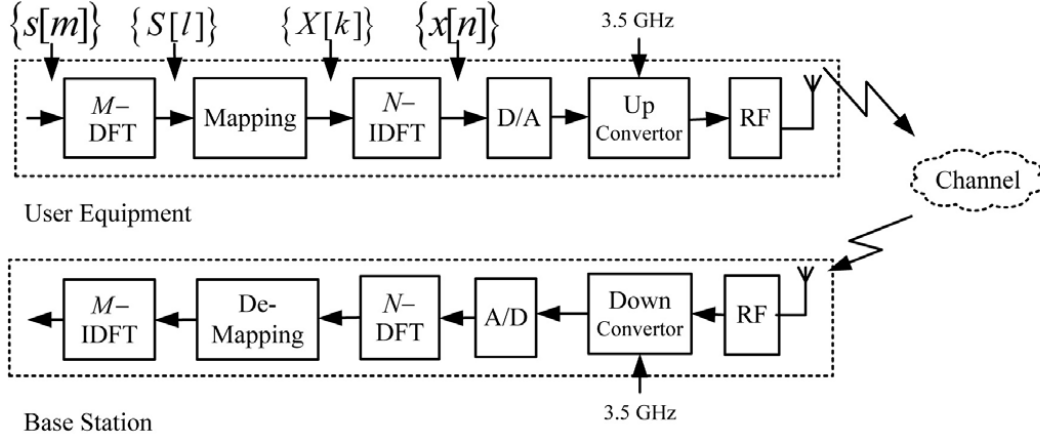 {s[m]} {S[l]} {X[k]} {x[n]} 3.5 GHz
M–
DFT
Mapping
N–
IDFT
D/A
Up
Convertor
RF
Channel
User Equipment
M–
IDFT
De-
Mapping
N–
DFT
A/D
Down
Convertor
RF
3.5 GHz
Base Station